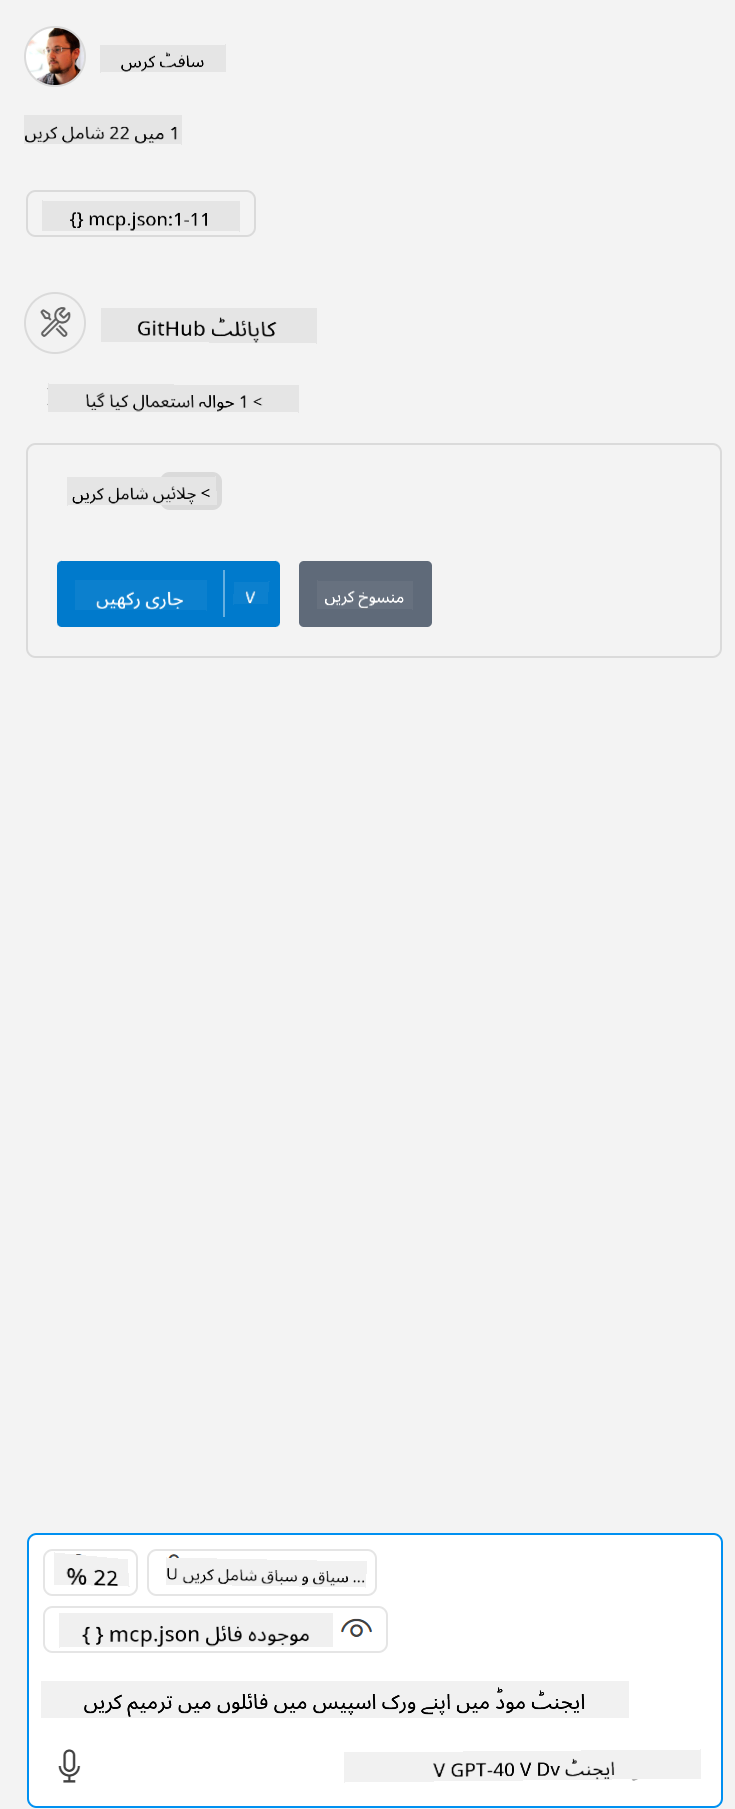 سافٹ کرس
1 میں 22 شامل کریں
{} mcp.json:1-11
GitHub کاپائلٹ
> 1 حوالہ استعمال کیا گیا
> چلائیں شامل کریں
جاری رکھیں V منسوخ کریں
% 22 ... سیاق و سباق شامل کریں U
{ } mcp.json موجودہ فائل
ایجنٹ موڈ میں اپنے ورک اسپیس میں فائلوں میں ترمیم کریں
V GPT-40 V Dv ایجنٹ